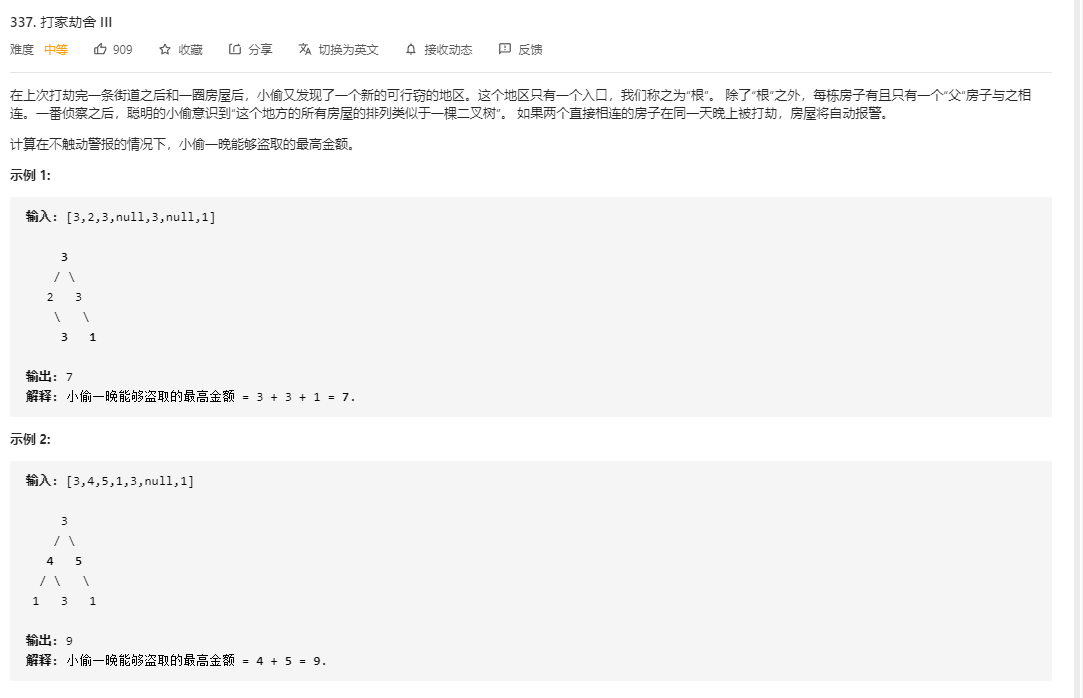 337. 打家劫舍 III
难度 中等 909 收藏 分享 切换为英文 接收动态 反馈
在上次打劫完一条街道之后和一圈房屋后，小偷又发现了一个新的可行窃的地区。这个地区只有一个入口，我们称之为“根”。 除了“根”之外，每栋房子有且只有一个“父“房子与之相
连。一番侦察之后，聪明的小偷意识到“这个地方的所有房屋的排列类似于一棵二叉树”。 如果两个直接相连的房子在同一天晚上被打劫，房屋将自动报警。
计算在不触动警报的情况下，小偷一晚能够盗取的最高金额。
示例 1:
输入: [3,2,3,null,3,null,1]
3
/ \
2 3
\ \
3 1
输出: 7
解释: 小偷一晚能够盗取的最高金额 = 3 + 3 + 1 = 7.
示例 2:
输入: [3,4,5,1,3,null,1]
3
/ \
4 5
/ \ \
1 3 1
输出: 9
解释: 小偷一晚能够盗取的最高金额 = 4 + 5 = 9.